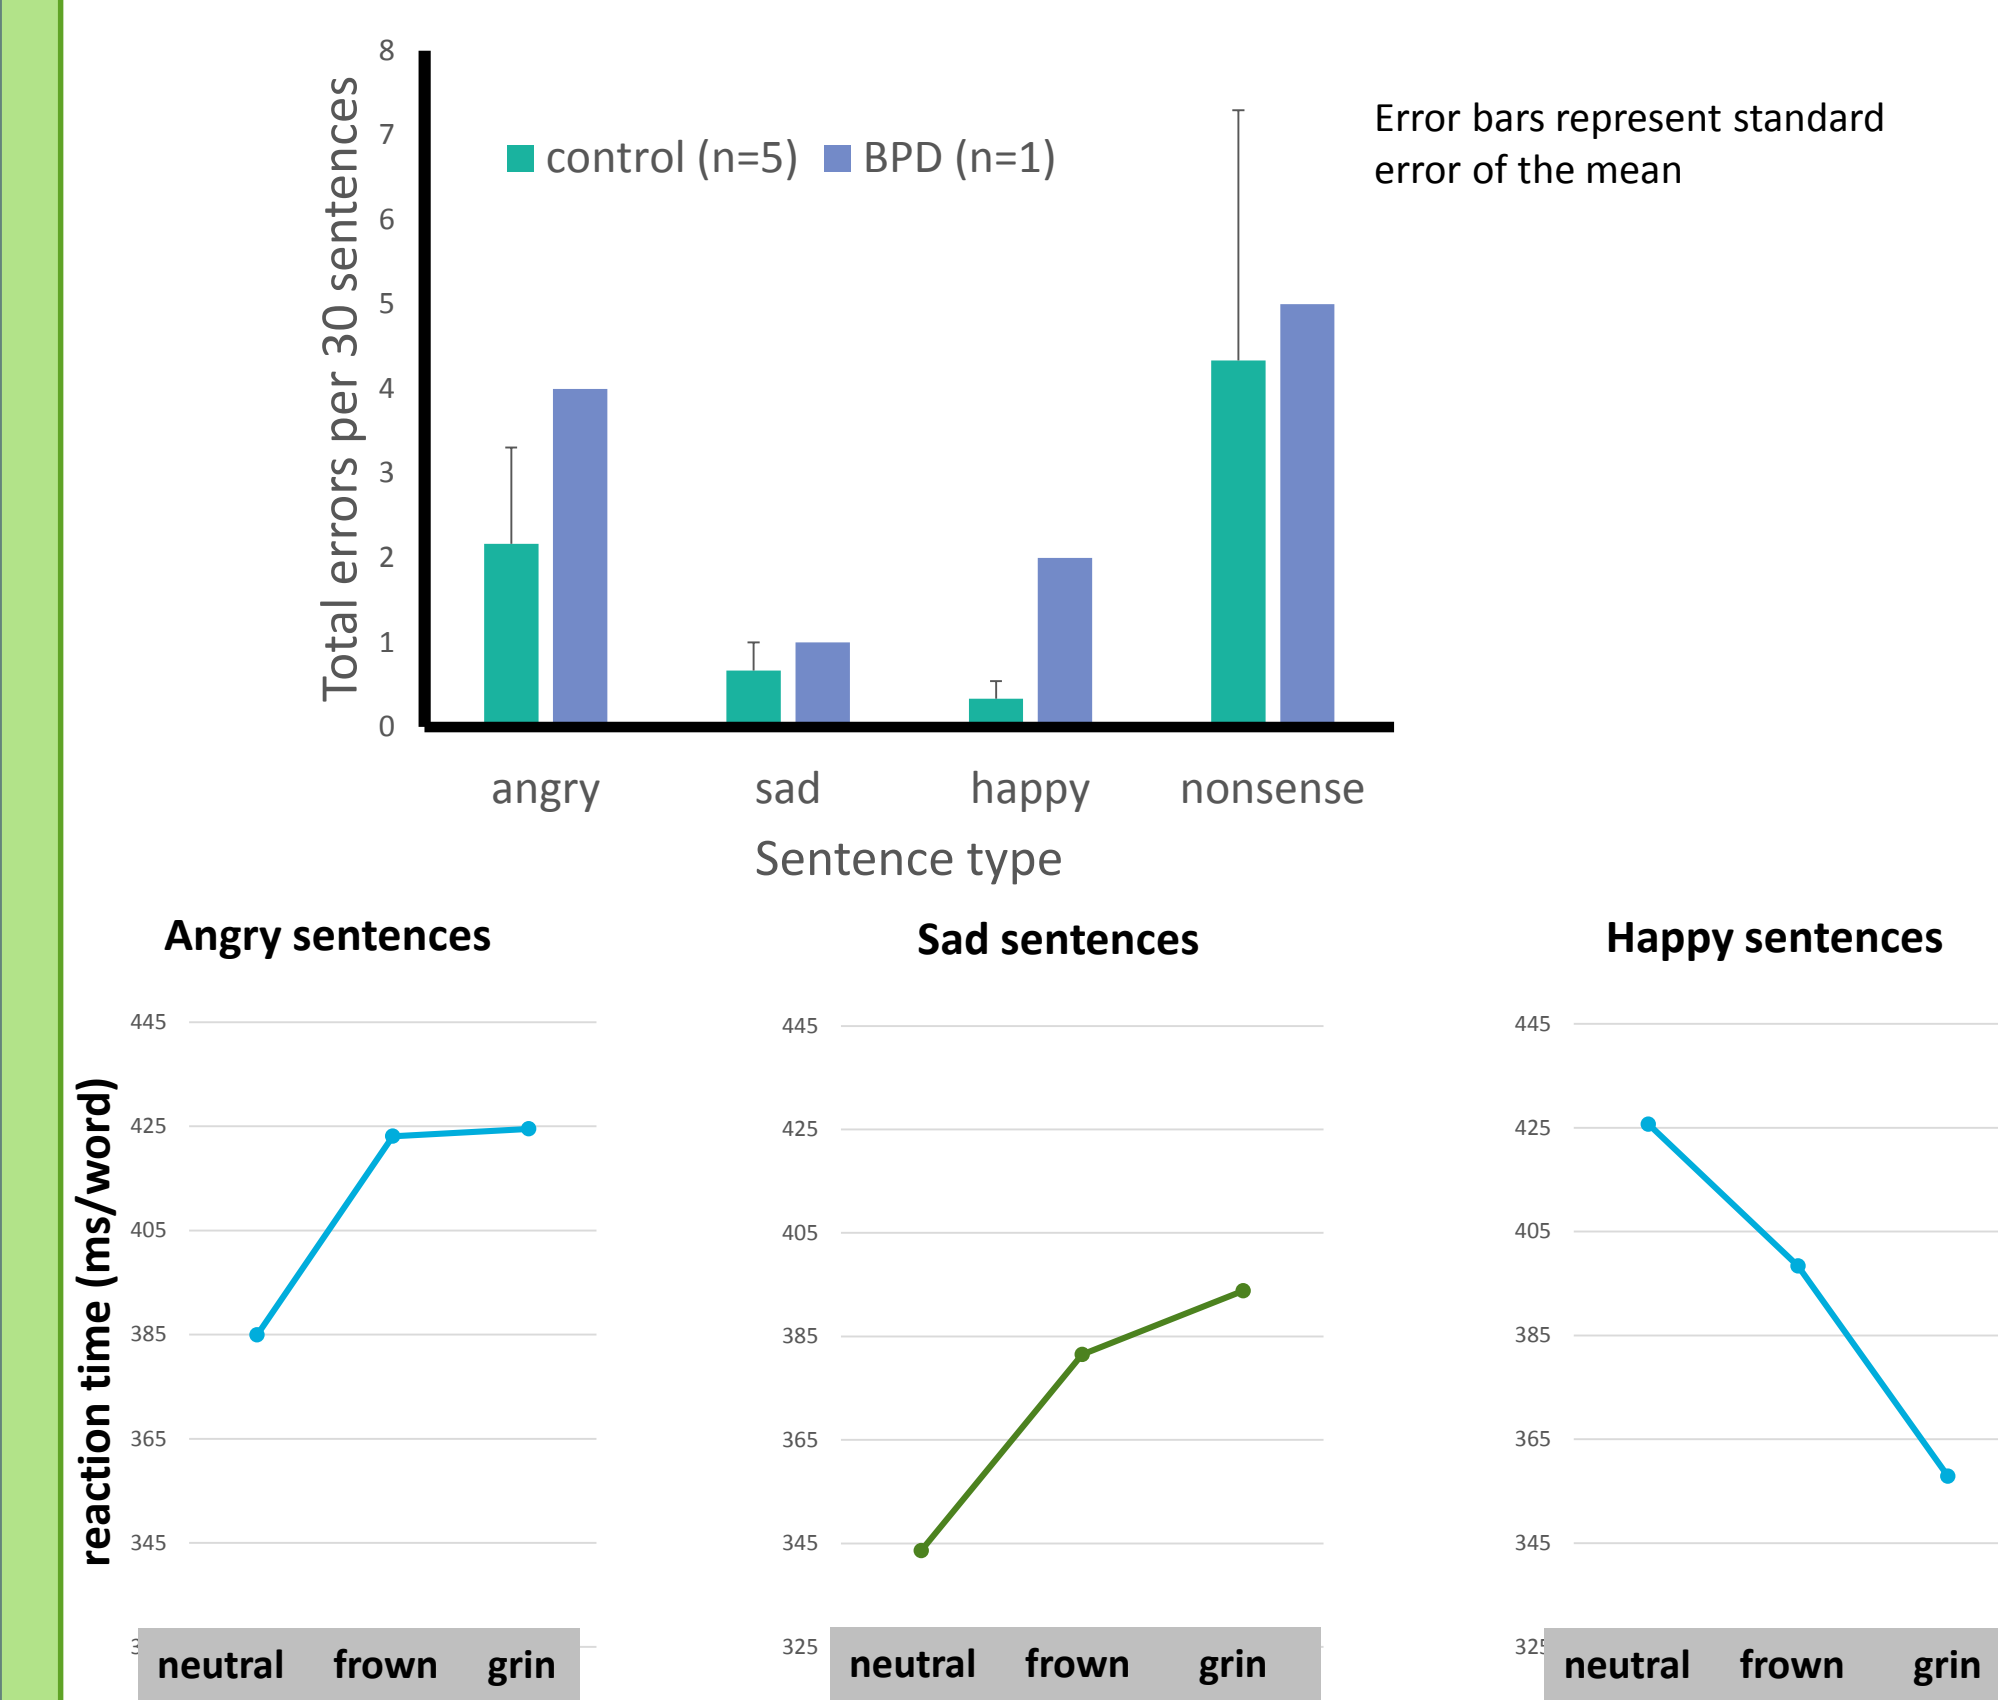 8
7
6
5
4
3
2
1
0
Total errors per 30 sentences
control (n=5) BPD (n=1)
Error bars represent standard
error of the mean
angry sad happy nonsense
Sentence type
Angry sentences
reaction time (ms/word)
445
425
405
385
365
345
neutral frown grin
Sad sentences
445
425
405
385
365
345
325
neutral frown grin
Happy sentences
445
425
405
385
365
345
325
neutral frown grin